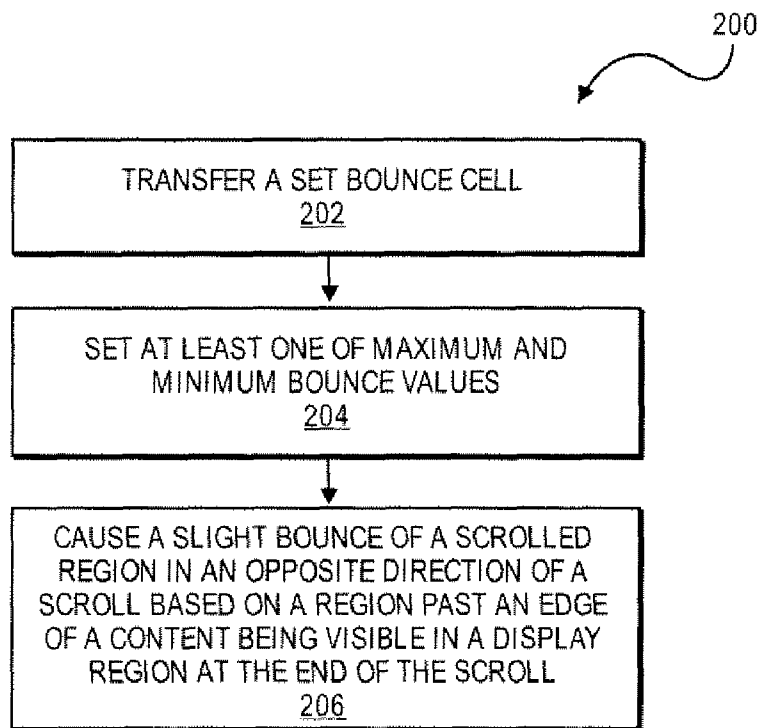 200
TRANSFER A SET BOUNCE CELL
202
SET AT LEAST ONE OF MAXIMUM AND
MINIMUM BOUNCE VALUES
204
CAUSE A SLIGHT BOUNCE OF A SCROLLED
REGION IN AN OPPOSITE DIRECTION OF A
SCROLL BASED ON A REGION PAST AN EDGE
OF A CONTENT BEING VISIBLE IN A DISPLAY
REGION AT THE END OF THE SCROLL
206